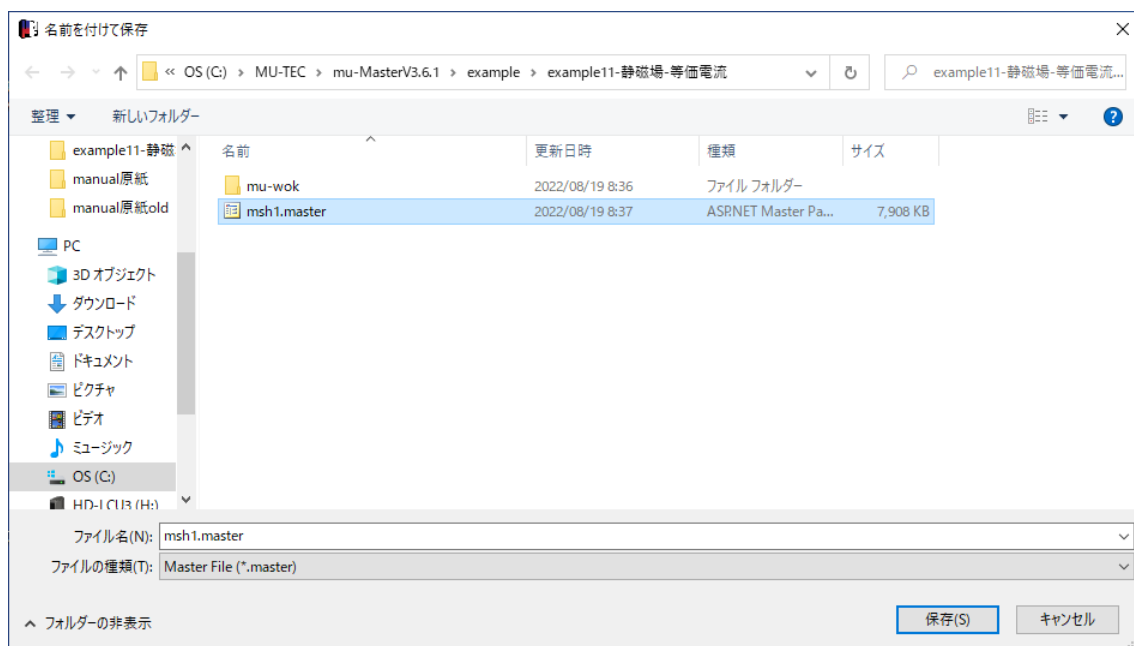 名前を付けて保存
« OS (C:) › MU-TEC › mu-MasterV3.6.1 › example › example11-静磁場-等価電流
example11-静磁場-等価電流...
整理 新しいフォルダー
名前 更新日時 種類 サイズ
example11-静磁
manual原紙
manual原紙old
PC
3D オブジェクト
ダウンロード
デスクトップ
ドキュメント
ピクチャ
ビデオ
ミュージック
OS (C:)
HD-LCU3 (H:)
mu-wok 2022/08/19 8:36 ファイル フォルダー
msh1.master 2022/08/19 8:37 ASP.NET Master Pa... 7,908 KB
ファイル名(N): msh1.master
ファイルの種類(T): Master File (*.master)
フォルダーの非表示
保存(S) キャンセル